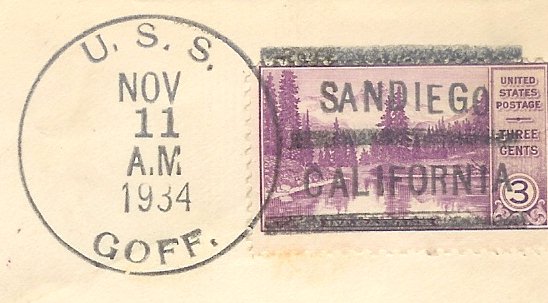 U. S. S.
NOV
11
A.M
1934
GOFF.
SANDIEGO
CALIFORNIA
UNITED
STATES
POSTAGE
THREE
CENTS
3